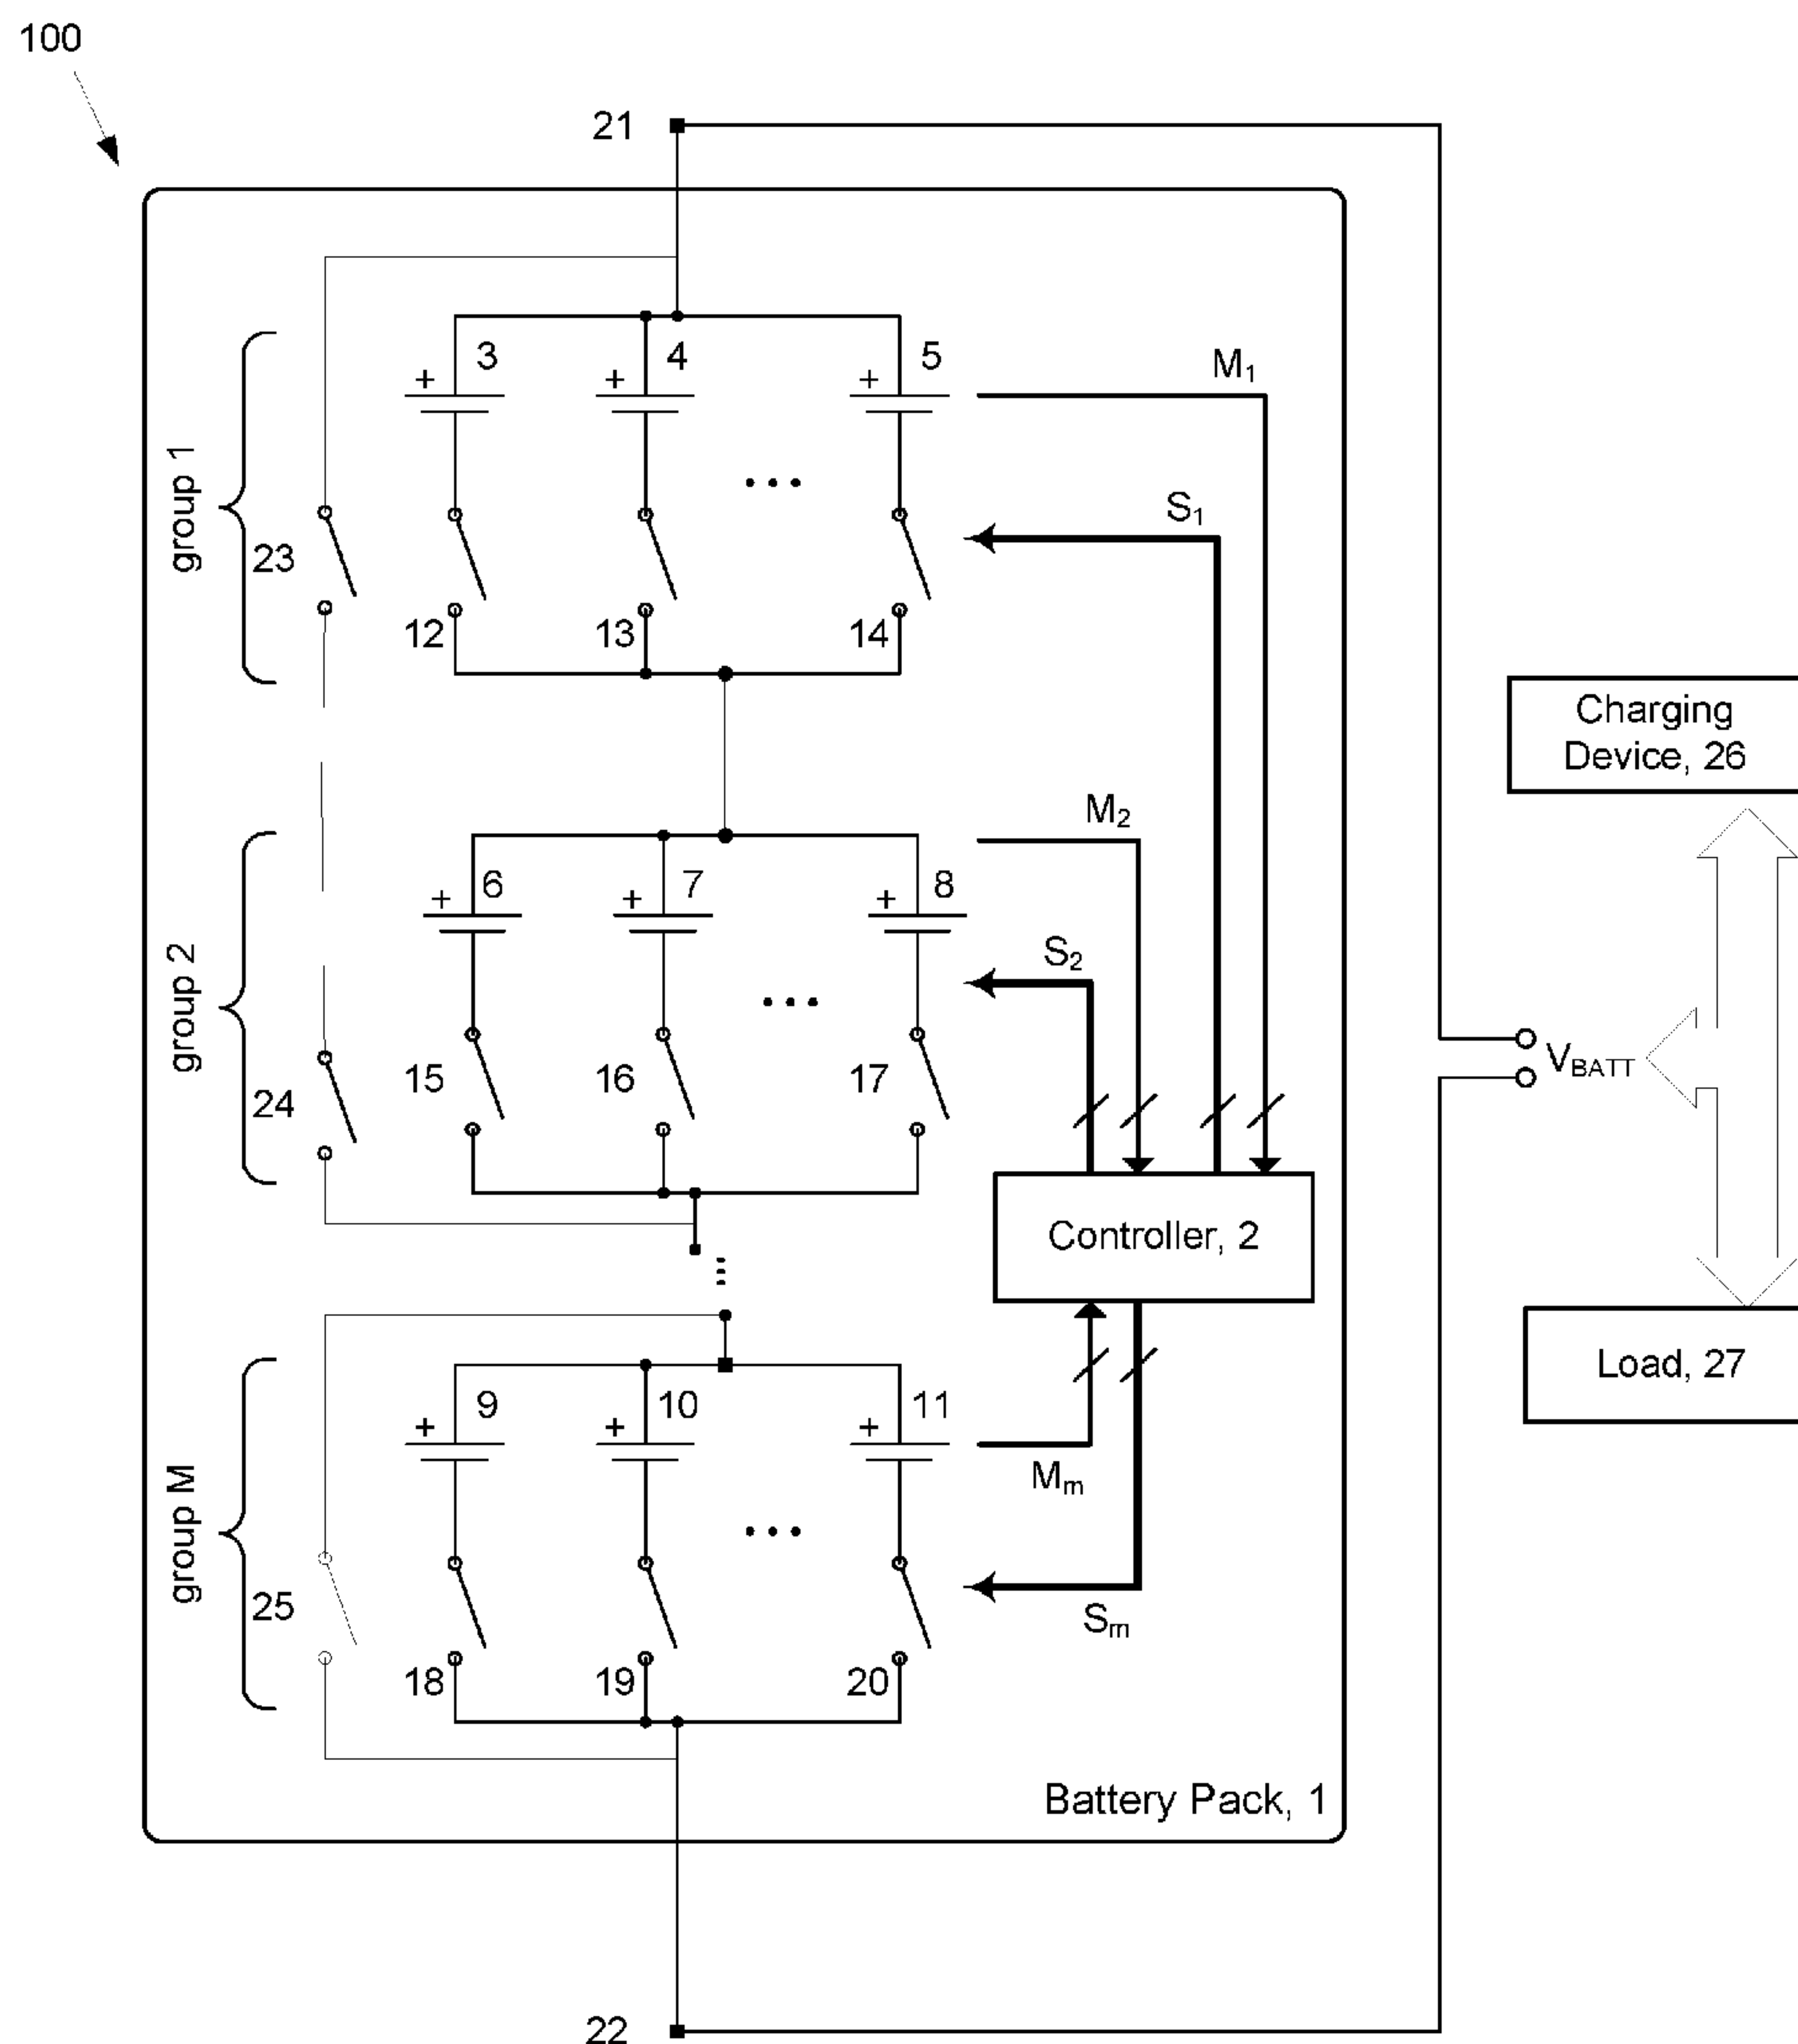 100
21
3
4
5
M1
+
+
+
S1
group 1
23
12
13
14
Charging
Device, 26
M2
6
7
8
+
+
+
S2
group 2
24
15
16
17
VBATT
Controller, 2
Load, 27
9
10
11
+
+
+
Mm
group M
25
Sm
18
19
20
Battery Pack, 1
22